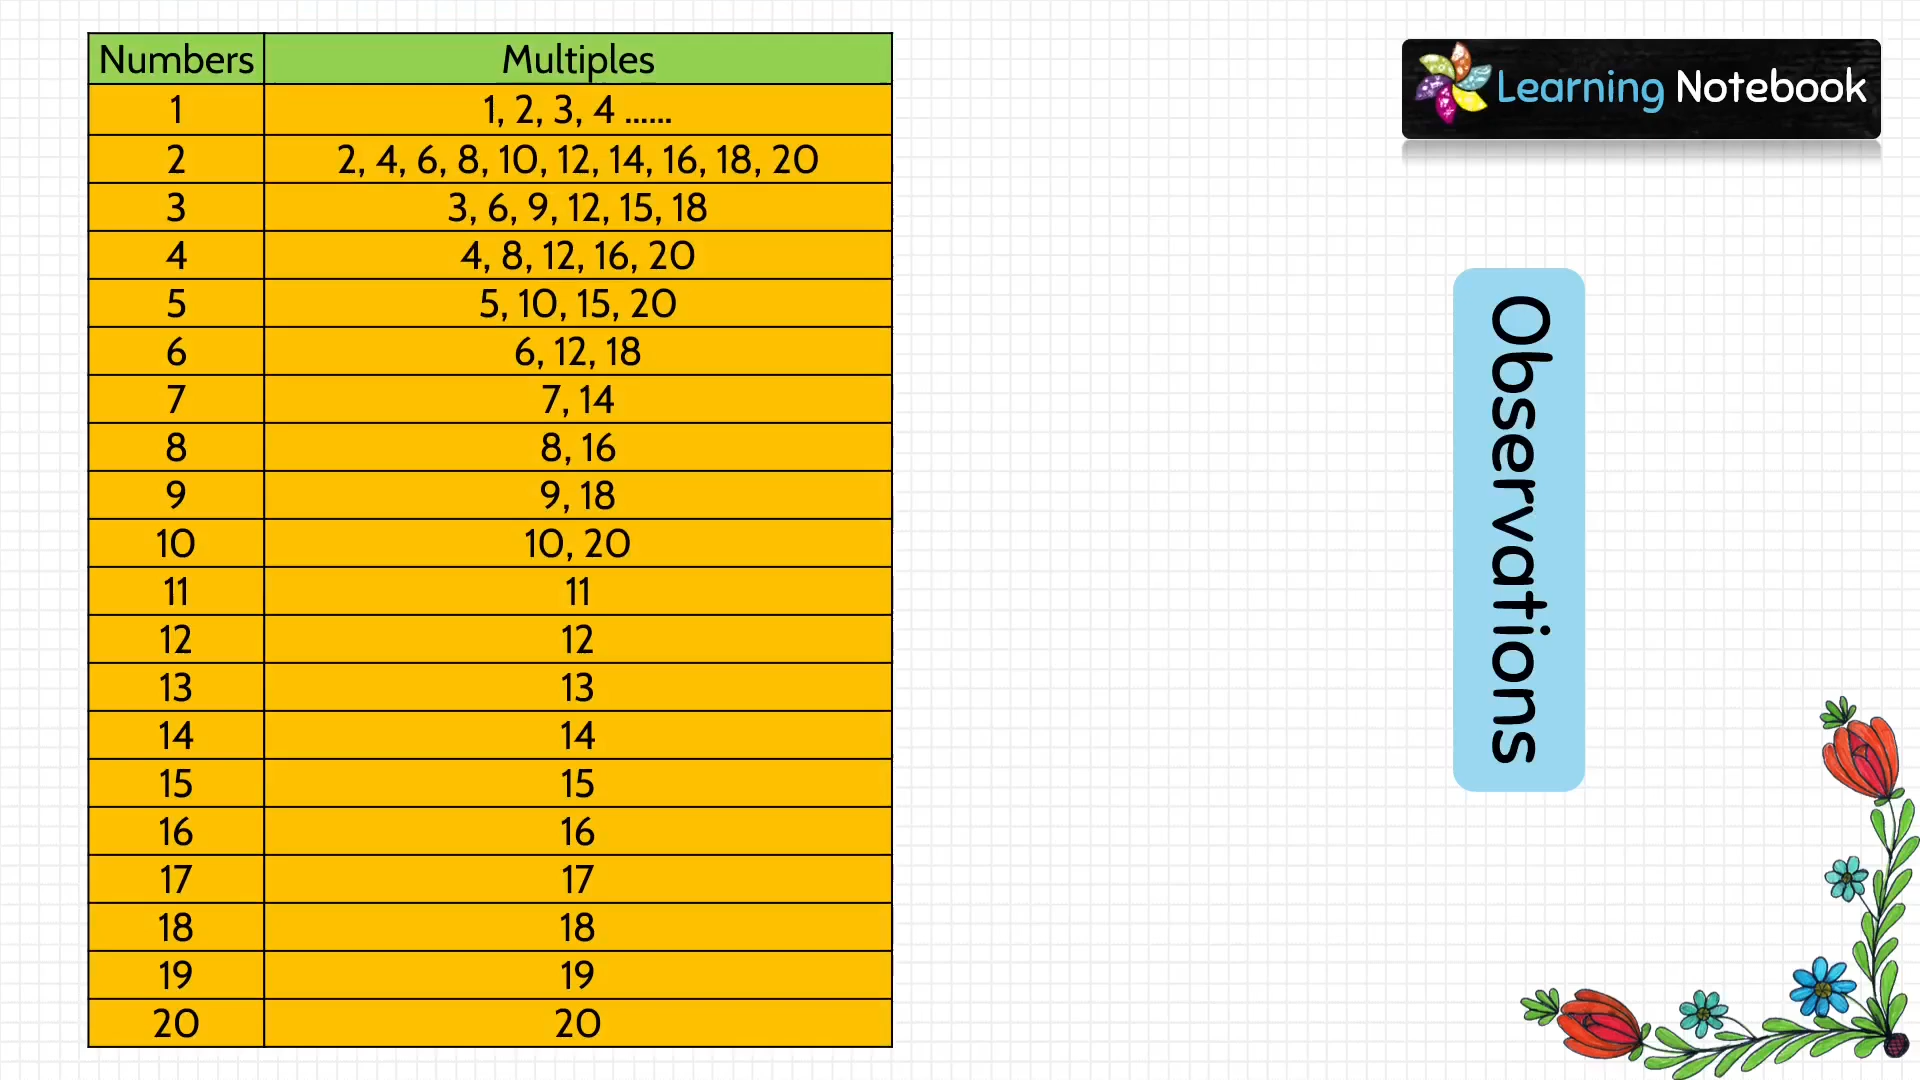 Numbers Multiples
1 1, 2, 3, 4 ......
2 2, 4, 6, 8, 10, 12, 14, 16, 18, 20
3 3, 6, 9, 12, 15, 18
4 4, 8, 12, 16, 20
5 5, 10, 15, 20
6 6, 12, 18
7 7, 14
8 8, 16
9 9, 18
10 10, 20
11 11
12 12
13 13
14 14
15 15
16 16
17 17
18 18
19 19
20 20
Learning Notebook
Observations